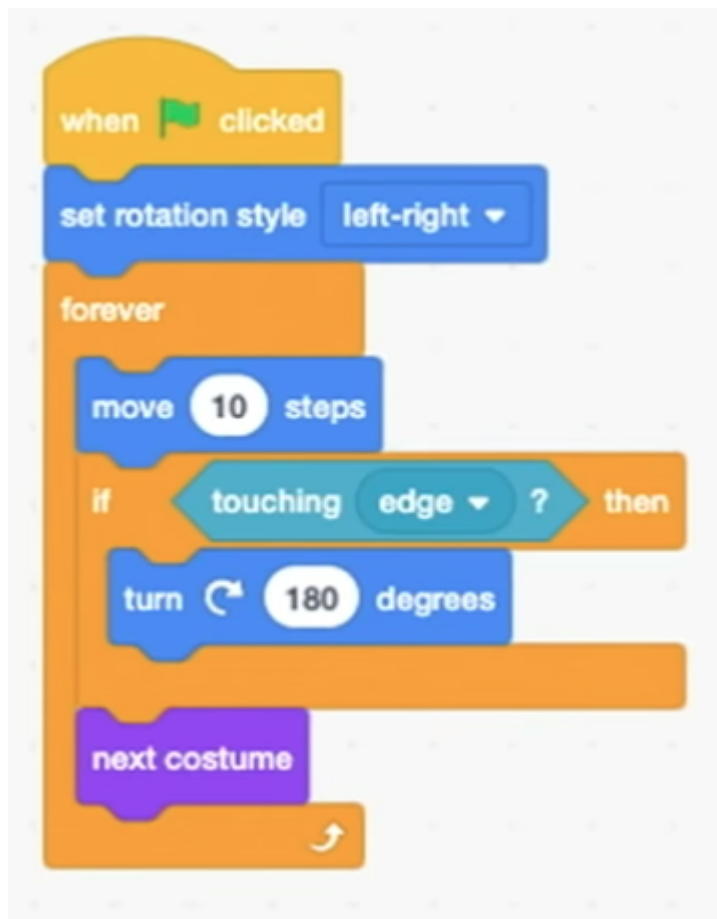 when clicked
set rotation style left-right
forever
move 10 steps
if touching edge ? then
turn 180 degrees
next costume